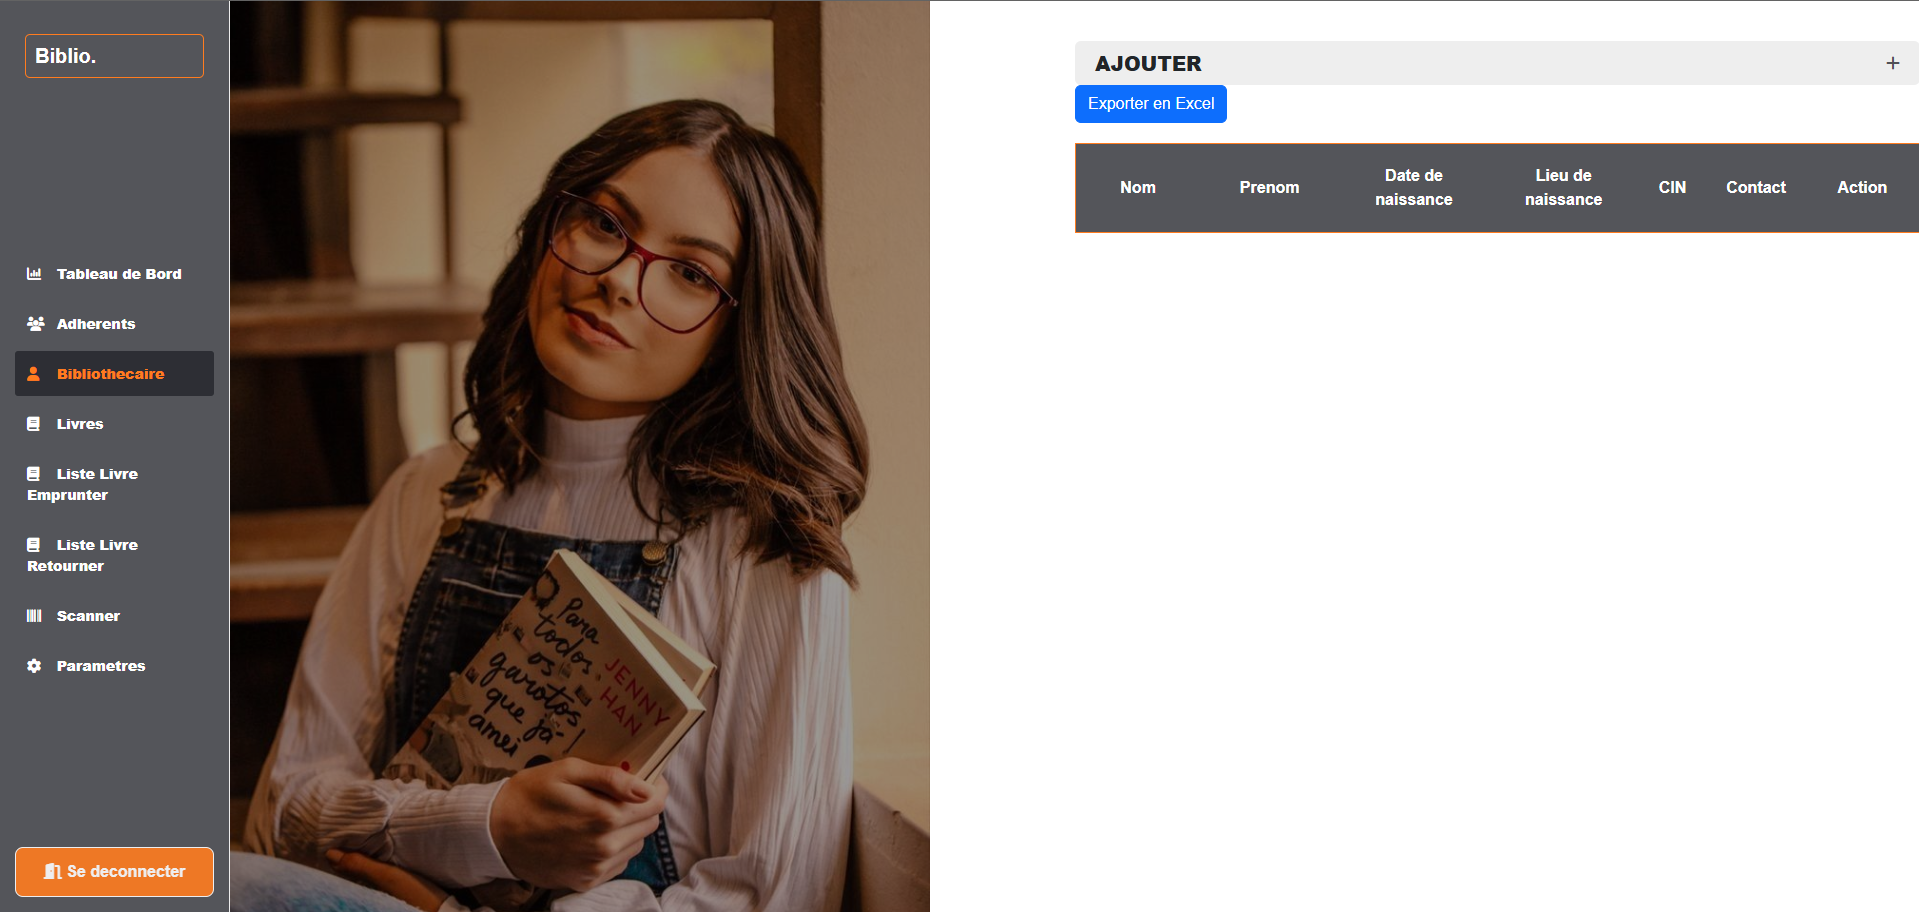 Biblio.
Tableau de Bord
Adherents
Bibliothecaire
Livres
Liste Livre
Emprunter
Liste Livre
Retourner
Scanner
Parametres
Se deconnecter
Para
todos
os
garotos
que já
amei
JENNY
HAN
AJOUTER
Exporter en Excel
Nom
Prenom
Date de
naissance
Lieu de
naissance
CIN
Contact
Action